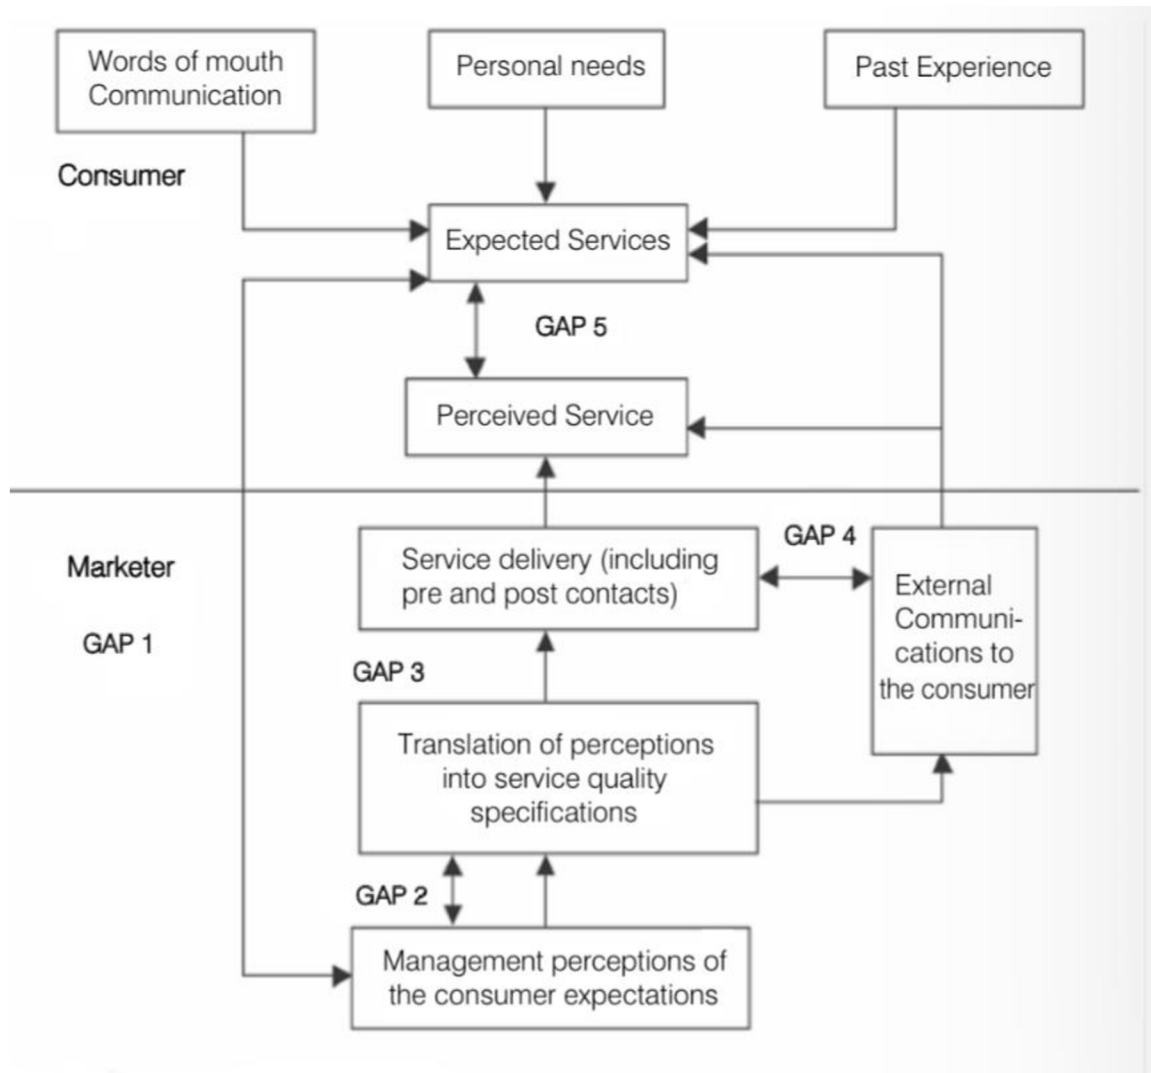 Words of mouth
Communication
Personal needs
Past Experience
Consumer
Expected Services
GAP 5
Perceived Service
Marketer
GAP 1
Service delivery (including
pre and post contacts)
GAP 4
External
Communi-
cations to
the consumer
GAP 3
Translation of perceptions
into service quality
specifications
GAP 2
Management perceptions of
the consumer expectations